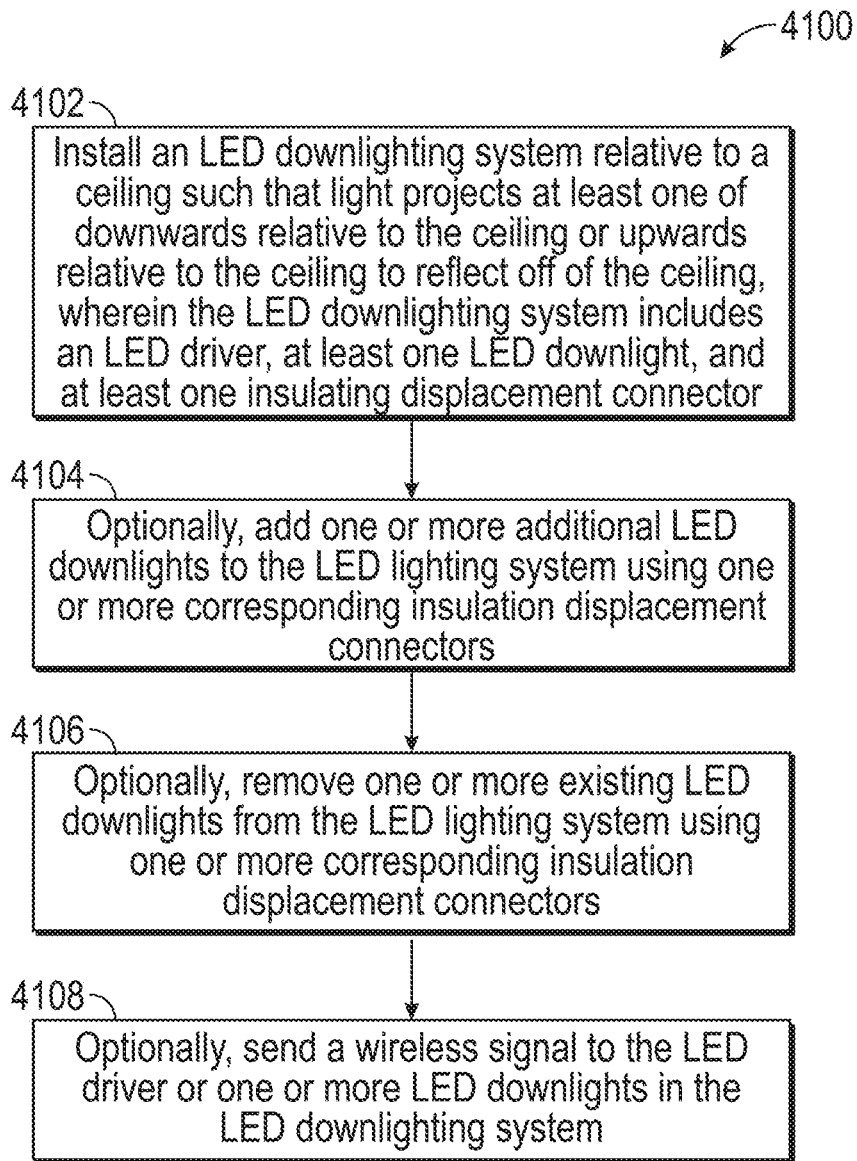 4100
4102
Install an LED downlighting system relative to a
ceiling such that light projects at least one of
downwards relative to the ceiling or upwards
relative to the ceiling to reflect off of the ceiling,
wherein the LED downlighting system includes
an LED driver, at least one LED downlight, and
at least one insulating displacement connector
4104
Optionally, add one or more additional LED
downlights to the LED lighting system using one
or more corresponding insulation displacement
connectors
4106
Optionally, remove one or more existing LED
downlights from the LED lighting system using
one or more corresponding insulation
displacement connectors
4108
Optionally, send a wireless signal to the LED
driver or one or more LED downlights in the
LED downlighting system